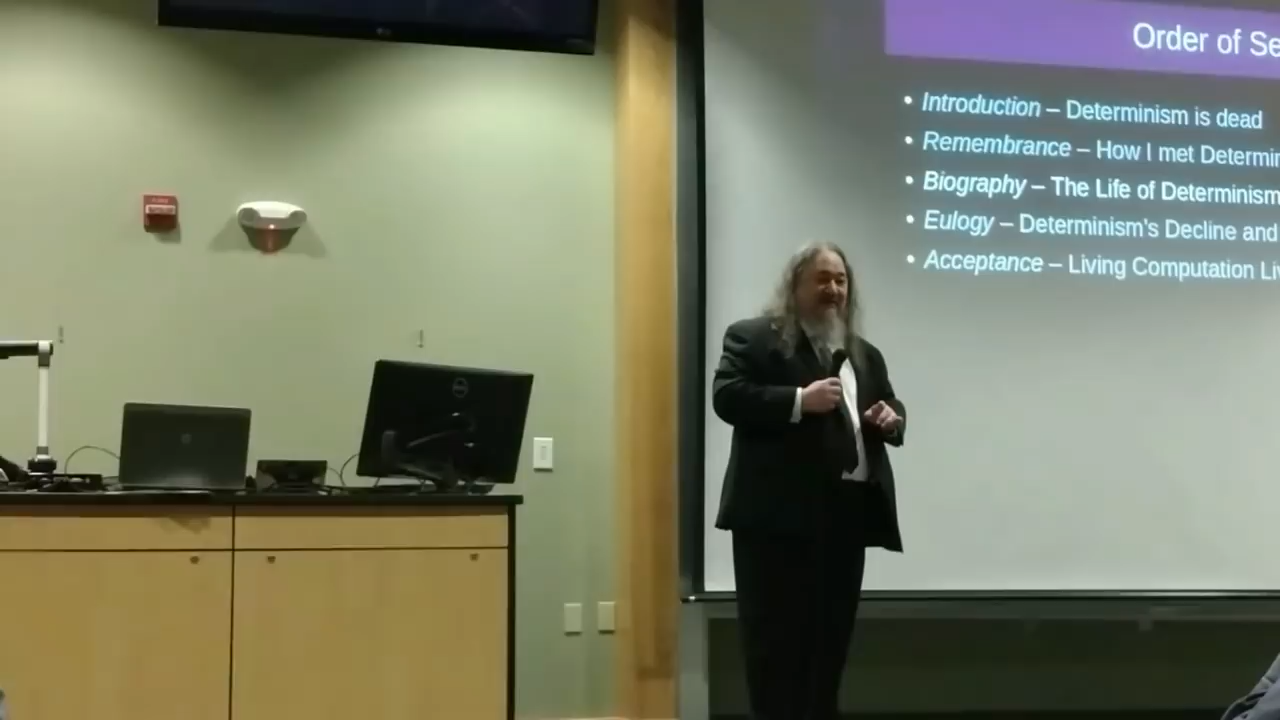 Order of Se
• Introduction – Determinism is dead
• Remembrance – How I met Determin
• Biography – The Life of Determinism
• Eulogy – Determinism's Decline and
• Acceptance – Living Computation Liv
DELL